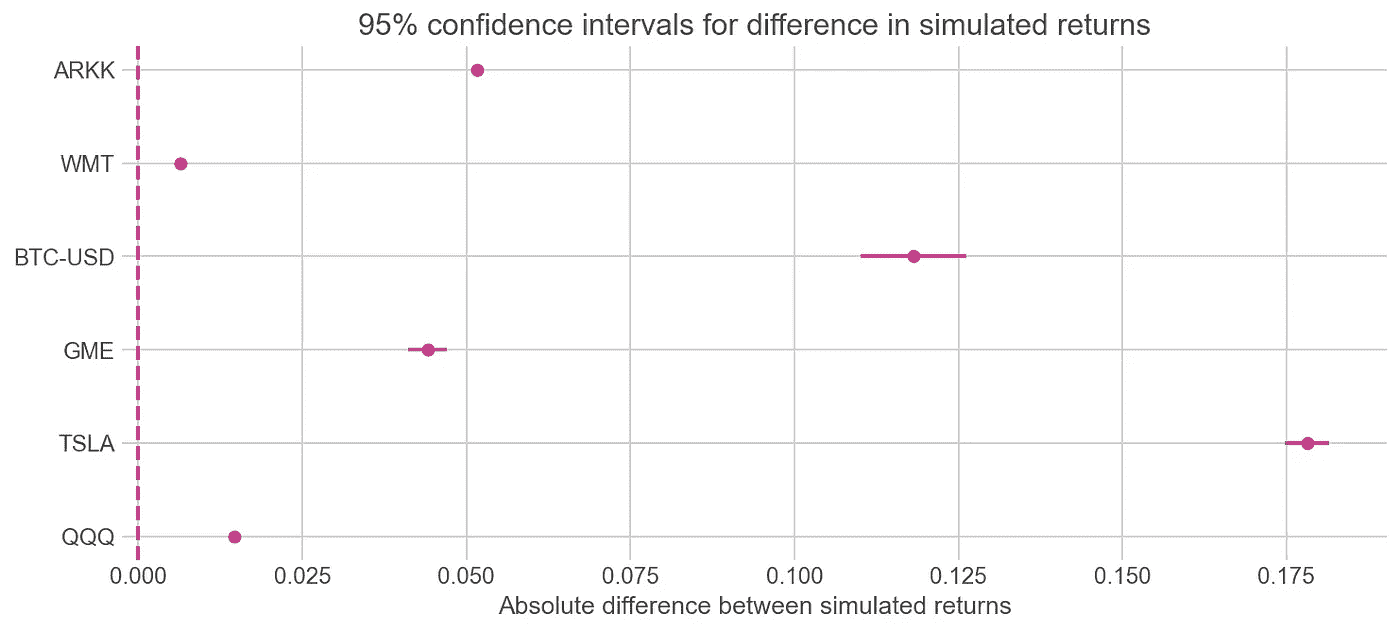 95% confidence intervals for difference in simulated returns
ARKK
WMT
BTC-USD
GME
TSLA
QQQ
0.000 0.025 0.050 0.075 0.100 0.125 0.150 0.175
Absolute difference between simulated returns